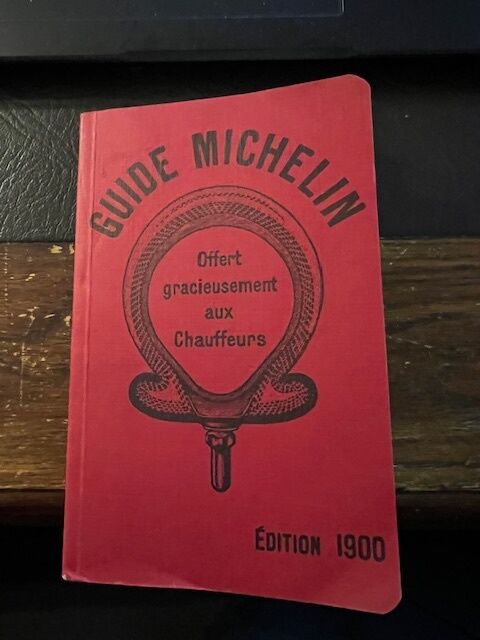 GUIDE MICHELIN
Offert
gracieusement
aux
Chauffeurs
ÉDITION 1900